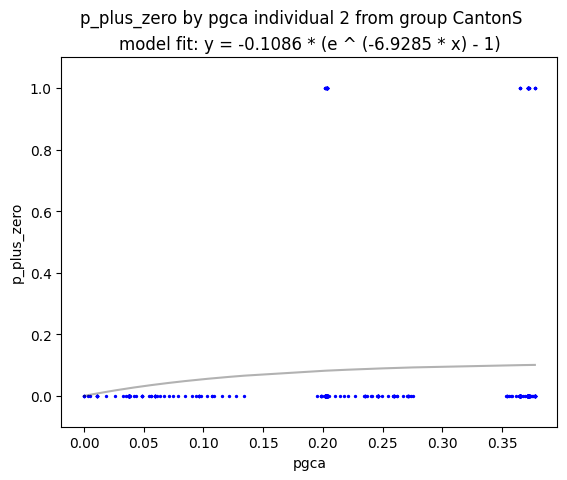 p_plus_zero by pgca individual 2 from group CantonS
model fit: y = -0.1086 * (e ^ (-6.9285 * x) - 1)
1.0
0.8
0.6
0.4
0.2
0.0
p_plus_zero
0.00 0.05 0.10 0.15 0.20 0.25 0.30 0.35
pgca